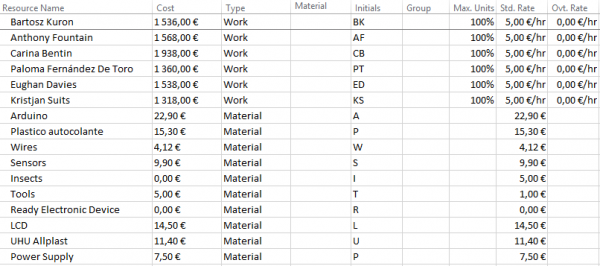 Resource Name Cost Type Material Initials Group Max. Units Std. Rate Ovt. Rate
Bartosz Kuron 1 536,00 € Work BK 100% 5,00 €/hr 0,00 €/hr
Anthony Fountain 1 568,00 € Work AF 100% 5,00 €/hr 0,00 €/hr
Carina Bentin 1 938,00 € Work CB 100% 5,00 €/hr 0,00 €/hr
Paloma Fernández De Toro 1 360,00 € Work PT 100% 5,00 €/hr 0,00 €/hr
Eughan Davies 1 538,00 € Work ED 100% 5,00 €/hr 0,00 €/hr
Kristjan Suits 1 318,00 € Work KS 100% 5,00 €/hr 0,00 €/hr
Arduino 22,90 € Material A 22,90 €
Plastico autocolante 15,30 € Material P 15,30 €
Wires 4,12 € Material W 4,12 €
Sensors 9,90 € Material S 9,90 €
Insects 0,00 € Material I 5,00 €
Tools 5,00 € Material T 1,00 €
Ready Electronic Device 0,00 € Material R 0,00 €
LCD 14,50 € Material L 14,50 €
UHU Allplast 11,40 € Material U 11,40 €
Power Supply 7,50 € Material P 7,50 €